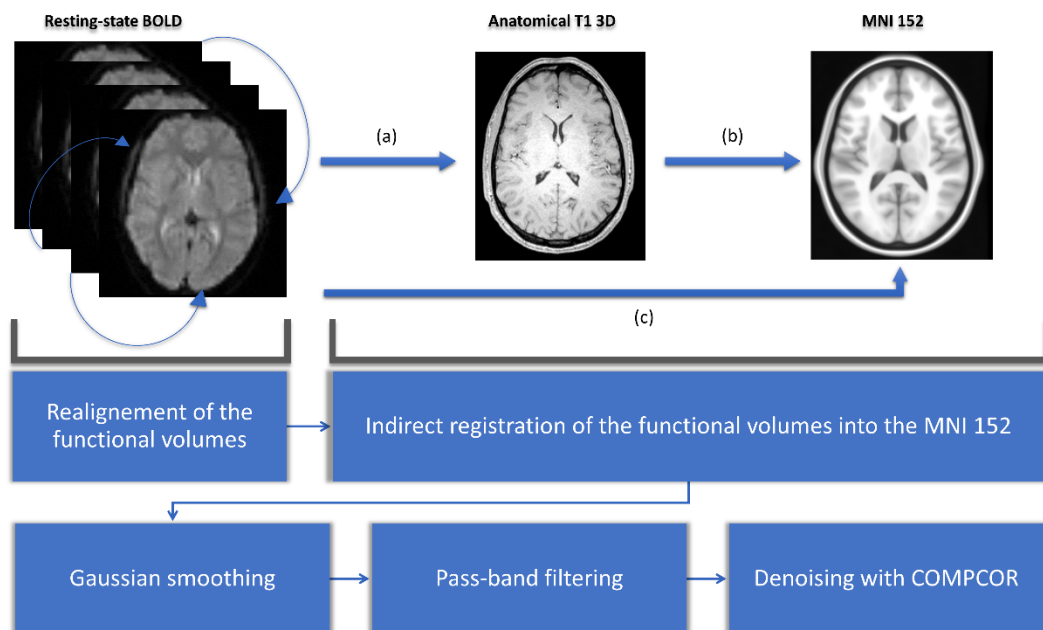 Resting-state BOLD
Anatomical T1 3D
MNI 152
(a)
(b)
(c)
Realignement of the
functional volumes
Indirect registration of the functional volumes into the MNI 152
Gaussian smoothing
Pass-band filtering
Denoising with COMPCOR